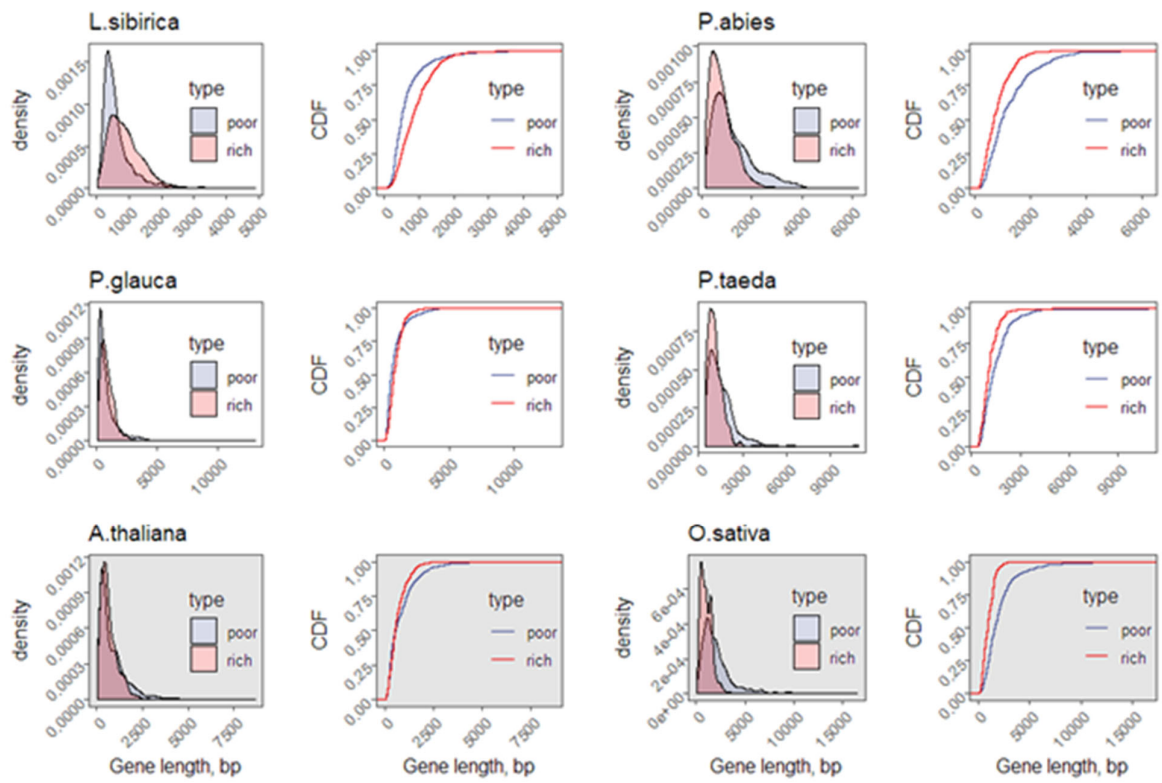 L.sibirica
density
0.0000
0.0005
0.0010
0.0015
0
1000
2000
3000
4000
5000
type
poor
rich
CDF
0.00
0.25
0.50
0.75
1.00
0
1000
2000
3000
4000
5000
type
poor
rich
P.abies
density
0.00000
0.00025
0.00050
0.00075
0.00100
0
2000
4000
6000
type
poor
rich
CDF
0.00
0.25
0.50
0.75
1.00
0
2000
4000
6000
type
poor
rich
P.glauca
density
0.0000
0.0003
0.0006
0.0009
0.0012
0
5000
10000
type
poor
rich
CDF
0.00
0.25
0.50
0.75
1.00
0
5000
10000
type
poor
rich
P.taeda
density
0.00000
0.00025
0.00050
0.00075
0
3000
6000
9000
type
poor
rich
CDF
0.00
0.25
0.50
0.75
1.00
0
3000
6000
9000
type
poor
rich
A.thaliana
density
0.0000
0.0003
0.0006
0.0009
0.0012
0
2500
5000
7500
Gene length, bp
type
poor
rich
CDF
0.00
0.25
0.50
0.75
1.00
0
2500
5000
7500
Gene length, bp
type
poor
rich
O.sativa
density
0e+00
2e-04
4e-04
6e-04
0
5000
10000
15000
Gene length, bp
type
poor
rich
CDF
0.00
0.25
0.50
0.75
1.00
0
5000
10000
15000
Gene length, bp
type
poor
rich